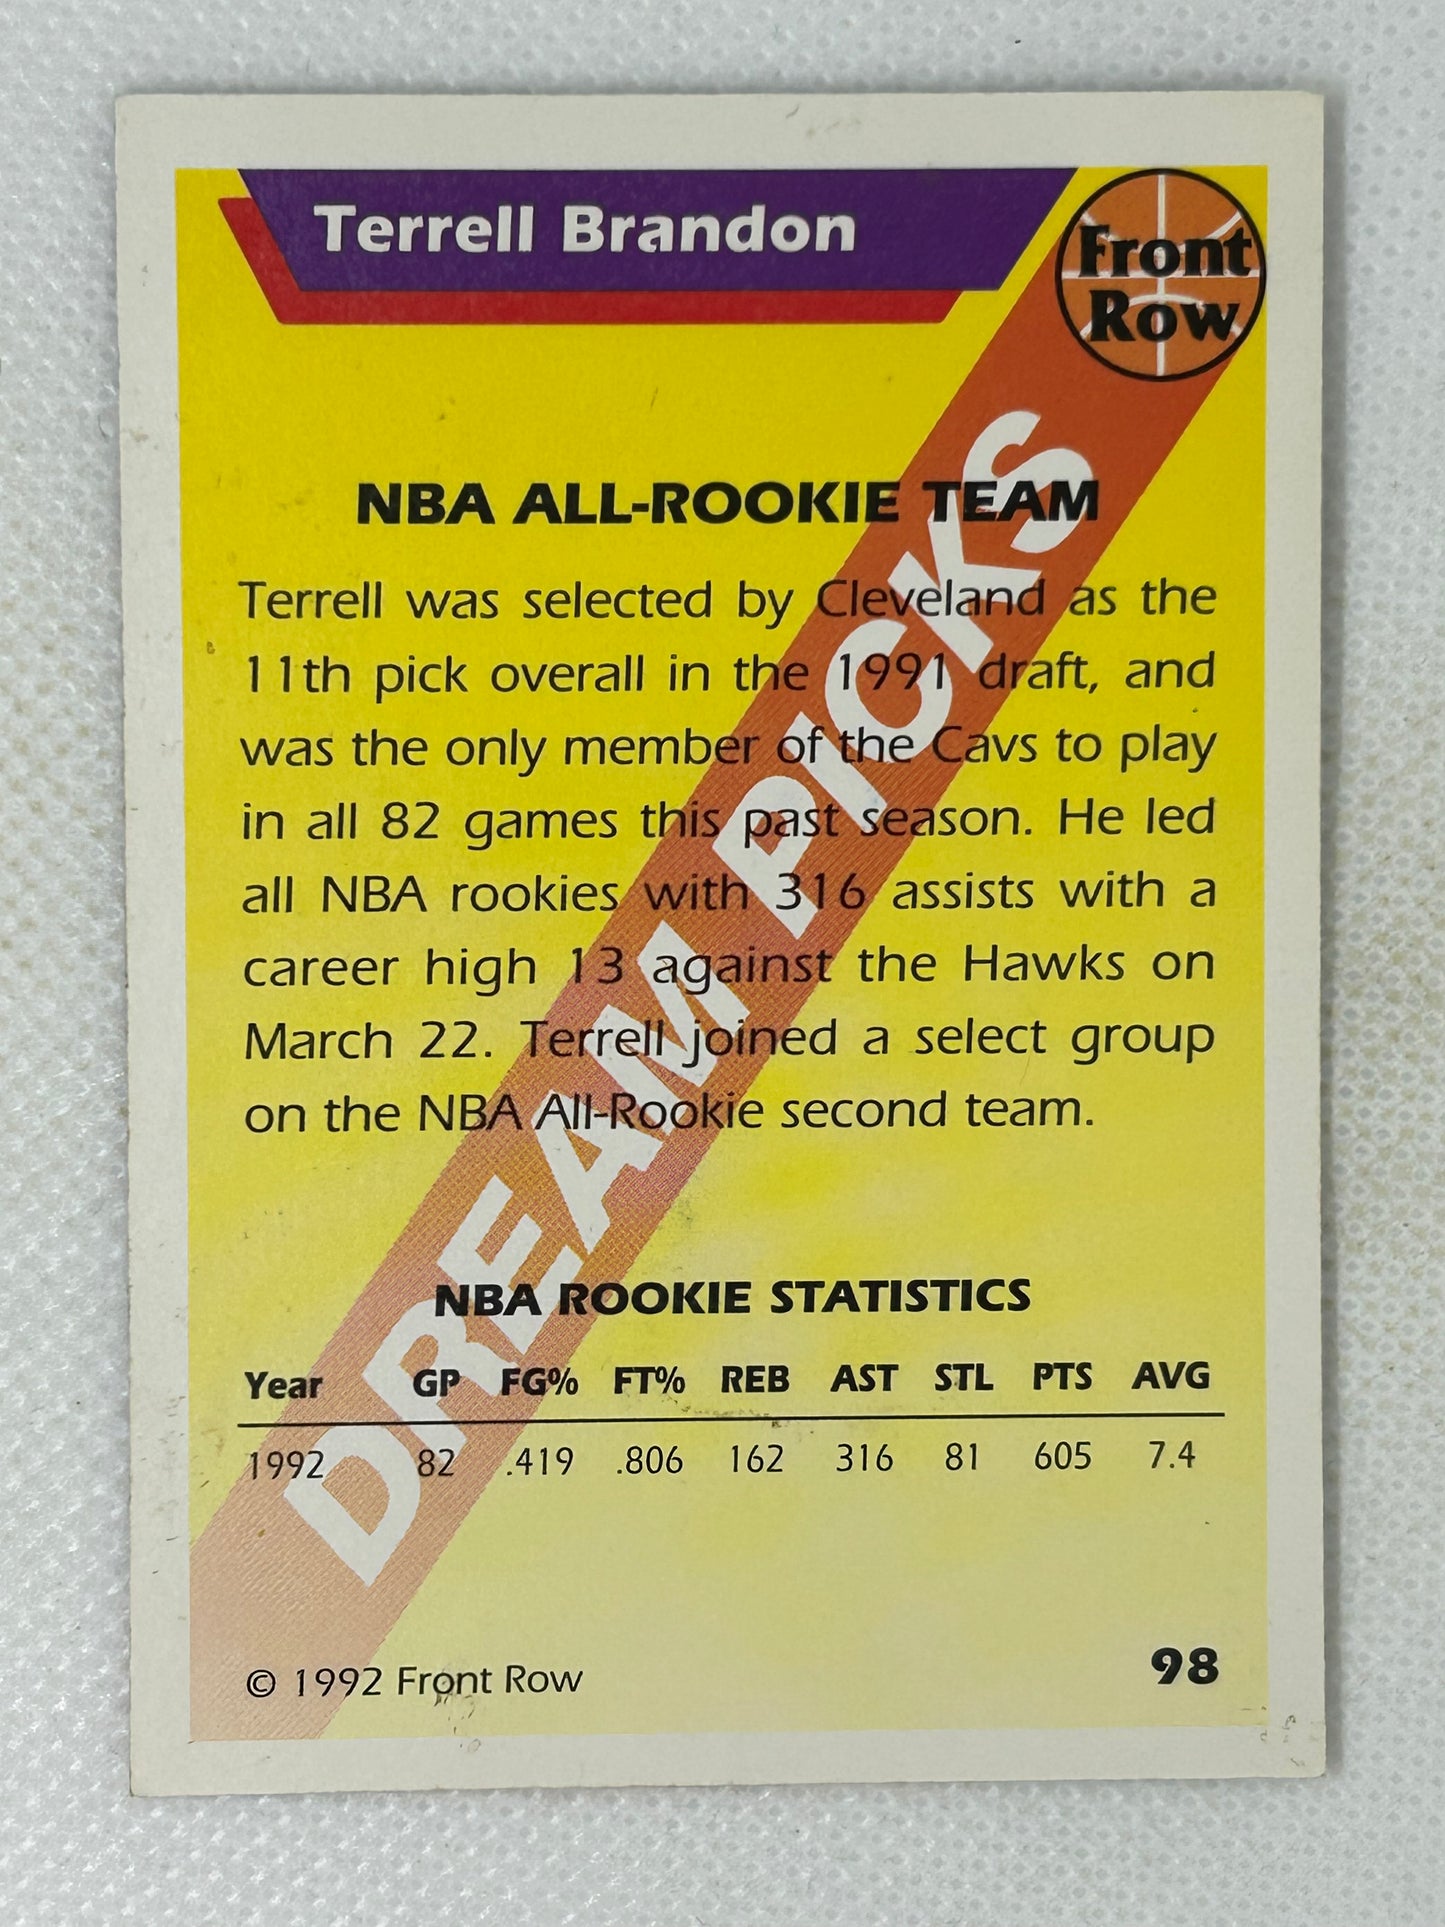 Terrell Brandon
Front
Row
NBA ALL-ROOKIE TEAM
Terrell was selected by Cleveland as the
11th pick overall in the 1991 draft, and
was the only member of the Cavs to play
in all 82 games this past season. He led
all NBA rookies with 316 assists with a
career high 13 against the Hawks on
March 22. Terrell joined a select group
on the NBA All-Rookie second team.
DREAM PICKS
NBA ROOKIE STATISTICS
Year GP FG% FT% REB AST STL PTS AVG
1992 82 .419 .806 162 316 81 605 7.4
© 1992 Front Row
98